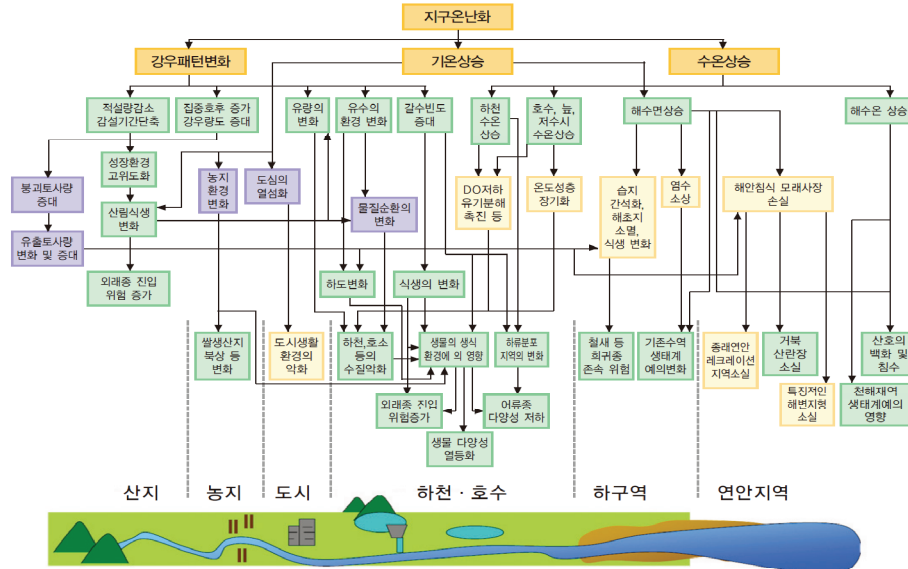 지구온난화
강우패턴변화
기온상승
수온상승
적설량감소
감설기간단축
집중호후 증가
강우량도 증대
유량의
변화
유수의
환경 변화
갈수빈도
증대
하천
수온
상승
호수, 늪,
저수시
수온상승
해수면상승
해수온 상승
성장환경
고위도화
농지
환경
변화
도심의
열섬화
붕괴토사량
증대
산림식생
변화
물질순환의
변화
DO저하
유기분해
촉진 등
온도성층
장기화
습지
간석화,
해초지
소멸,
식생 변화
염수
소상
해안침식 모래사장
손실
유출토사량
변화 및 증대
외래종 진입
위험 증가
하도변화
식생의 변화
쌀생산지
북상 등
변화
도시생활
환경의
악화
하천,호소
등의
수질악화
생물의 생식
환경에 의 영향
하류분포
지역의 변화
철새 등
희귀종
존속 위험
기존수역
생태계
예의변화
종래연안
레크레이션
지역소실
거북
산란장
소실
산호의
백화 및
침수
특징적인
해변지형
소실
천해재역
생태계예의
영향
외래종 진입
위험증가
어류종
다양성 저하
생물 다양성
열등화
산지
농지
도시
하천 · 호수
하구역
연안지역